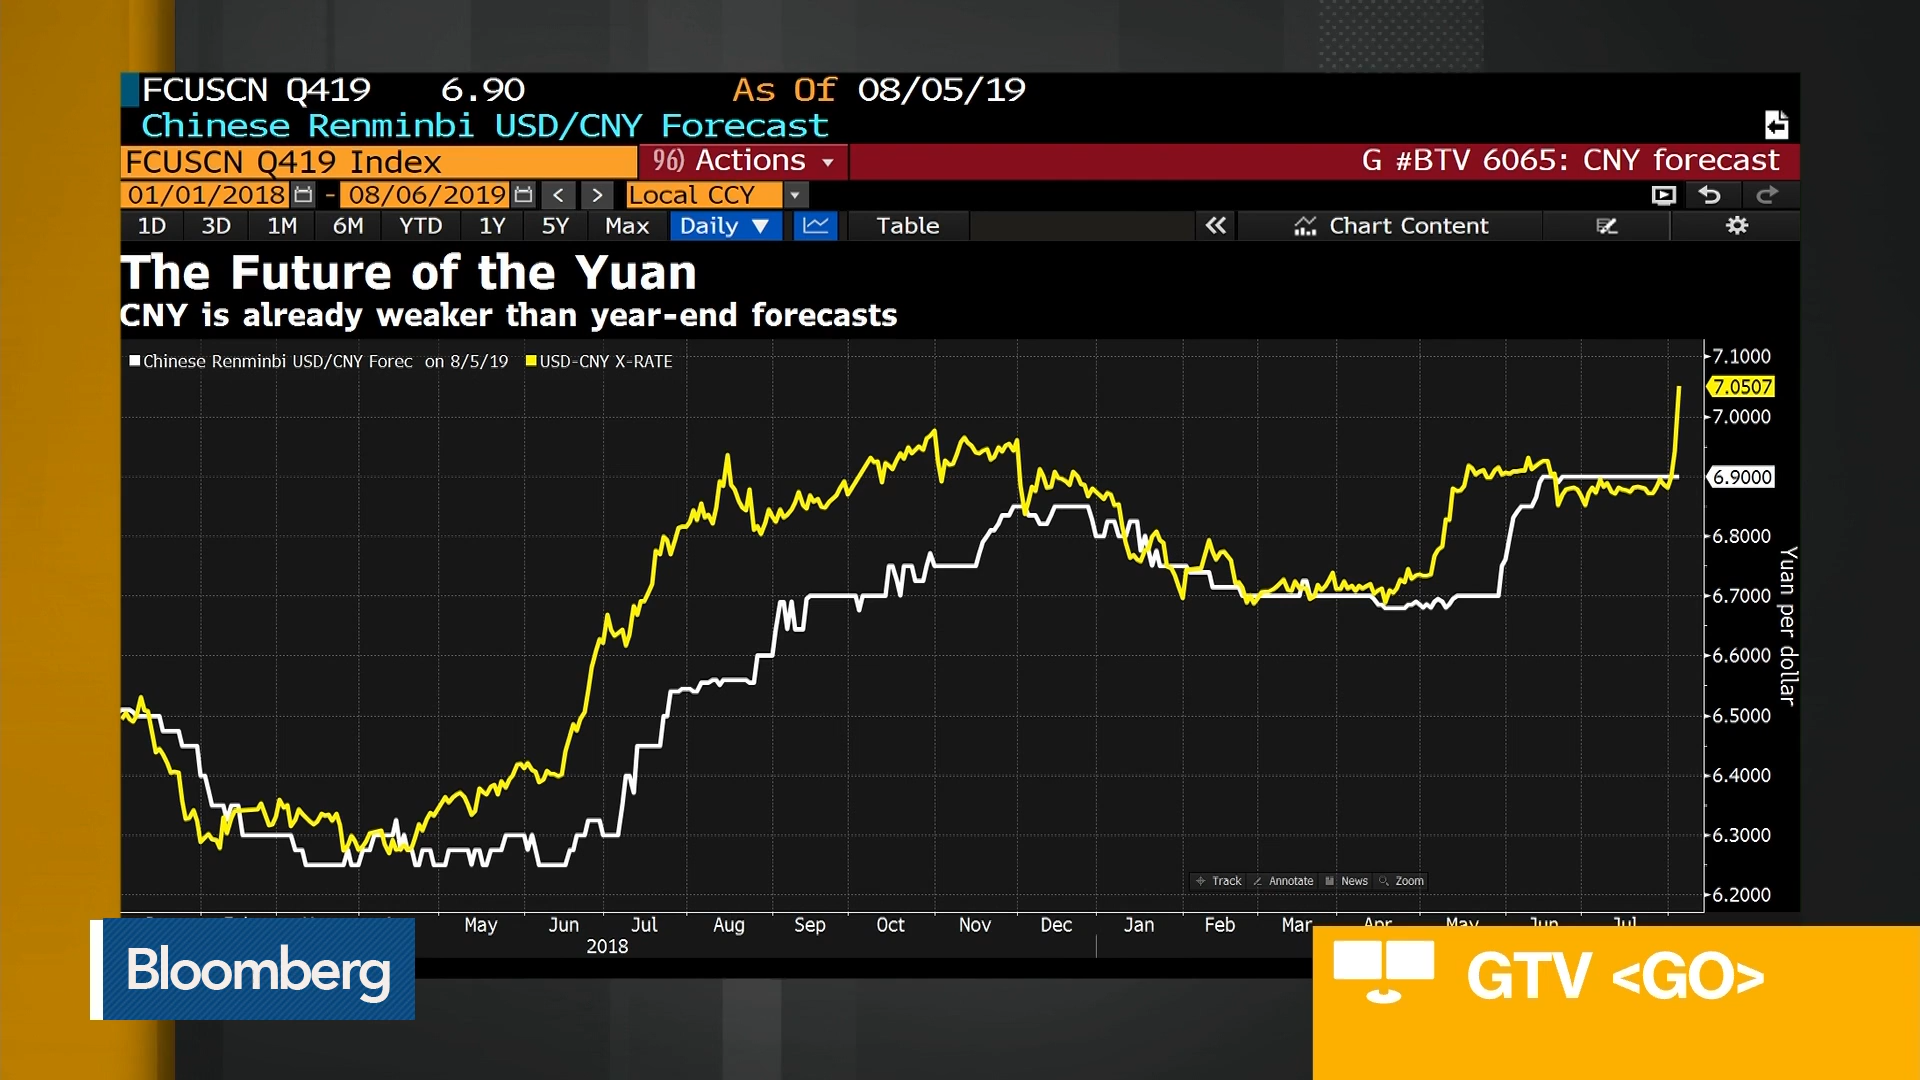 FCUSCN Q419 6.90 As Of 08/05/19
Chinese Renminbi USD/CNY Forecast
FCUSCN Q419 Index 96) Actions G #BTV 6065: CNY forecast
01/01/2018 - 08/06/2019 < > Local CCY
1D 3D 1M 6M YTD 1Y 5Y Max Daily ▼ Table « Chart Content
The Future of the Yuan
CNY is already weaker than year-end forecasts
Chinese Renminbi USD/CNY Forec on 8/5/19 USD-CNY X-RATE
7.1000
7.0507
7.0000
6.9000
6.8000
6.7000
6.6000
6.5000
6.4000
6.3000
6.2000
Yuan per dollar
Track Annotate News Zoom
May Jun Jul Aug Sep Oct Nov Dec Jan Feb Mar Apr May Jun Jul
2018
Bloomberg
GTV <GO>